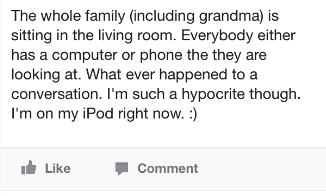 The whole family (including grandma) is
sitting in the living room. Everybody either
has a computer or phone the they are
looking at. What ever happened to a
conversation. I'm such a hypocrite though.
I'm on my iPod right now. :)
Like Comment